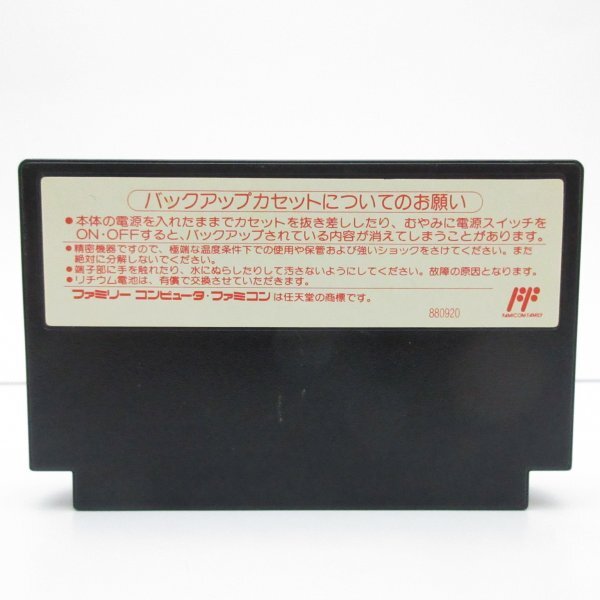 バックアップカセットについてのお願い
●本体の電源を入れたままでカセットを抜き差ししたり、むやみに電源スイッチを
ON・OFFすると、バックアップされている内容が消えてしまうことがあります。
●精密機器ですので、極端な温度条件下での使用や保管および強いショックをさけてください。また
絶対に分解しないでください。
●端子部に手を触れたり、水にぬらしたりして汚さないようにしてください。故障の原因となります。
●リチウム電池は、有償で交換させていただきます。
ファミリーコンピュータ・ファミコンは任天堂の商標です。
880920
FAMICOM FAMILY